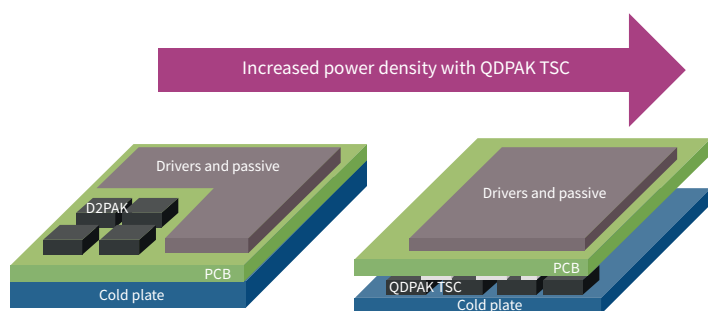 Increased power density with QDPAK TSC
Drivers and passive
D2PAK
PCB
Cold plate
Drivers and passive
PCB
QDPAK TSC
Cold plate